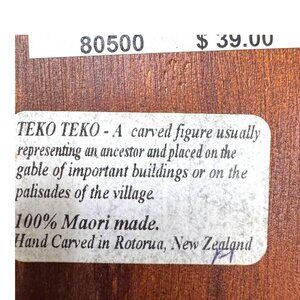 80500 $ 39.00
TEKO TEKO - A carved figure usually
representing an ancestor and placed on the
gable of important buildings or on the
palisades of the village.
100% Maori made.
Hand Carved in Rotorua, New Zealand